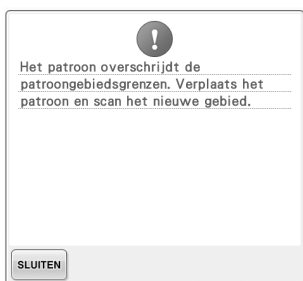 Het patroon overschrijdt de
patroongebiedsgrenzen. Verplaats het
patroon en scan het nieuwe gebied.
SLUITEN